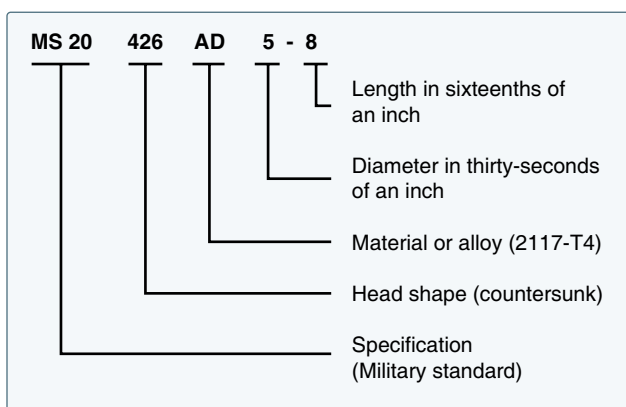 MS 20 426 AD 5 - 8
Length in sixteenths of
an inch
Diameter in thirty-seconds
of an inch
Material or alloy (2117-T4)
Head shape (countersunk)
Specification
(Military standard)